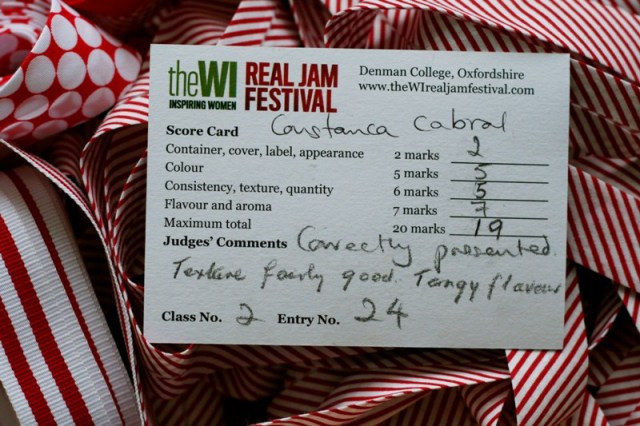 theWI REAL JAM Denman College, Oxfordshire
INSPIRING WOMEN FESTIVAL www.theWIrealjamfestival.com
Score Card Constanca Cabral
Container, cover, label, appearance 2 marks 2
Colour 5 marks 5
Consistency, texture, quantity 6 marks 5
Flavour and aroma 7 marks 7
Maximum total 20 marks 19
Judges' Comments Correctly presented.
Texture fairly good. Tangy flavour
Class No. 2 Entry No. 24